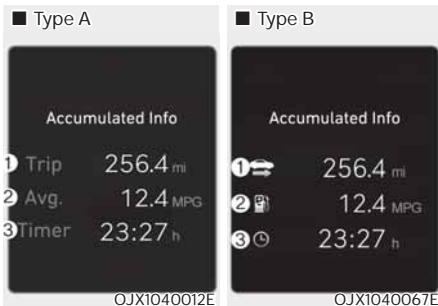 ■ Type A
Accumulated Info
1 Trip 256.4 mi
2 Avg. 12.4 MPG
3 Timer 23:27 h
OJX1040012E
■ Type B
Accumulated Info
1 256.4 mi
2 12.4 MPG
3 23:27 h
OJX1040067E